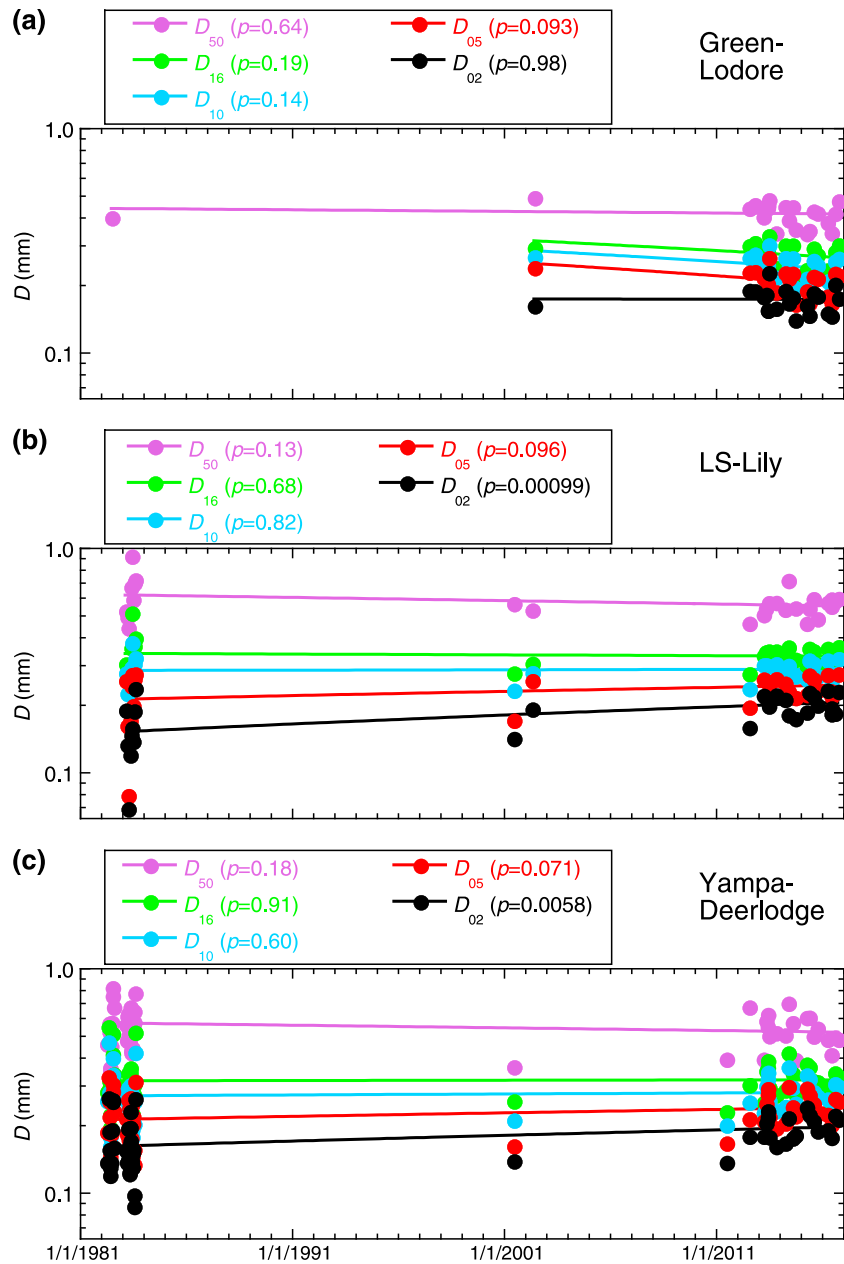 (a)
D50 (p=0.64)
D16 (p=0.19)
D10 (p=0.14)
D05 (p=0.093)
D02 (p=0.98)
Green-
Lodore
1.0
0.1
D (mm)
(b)
D50 (p=0.13)
D16 (p=0.68)
D10 (p=0.82)
D05 (p=0.096)
D02 (p=0.00099)
LS-Lily
1.0
0.1
D (mm)
(c)
D50 (p=0.18)
D16 (p=0.91)
D10 (p=0.60)
D05 (p=0.071)
D02 (p=0.0058)
Yampa-
Deerlodge
1.0
0.1
D (mm)
1/1/1981 1/1/1991 1/1/2001 1/1/2011